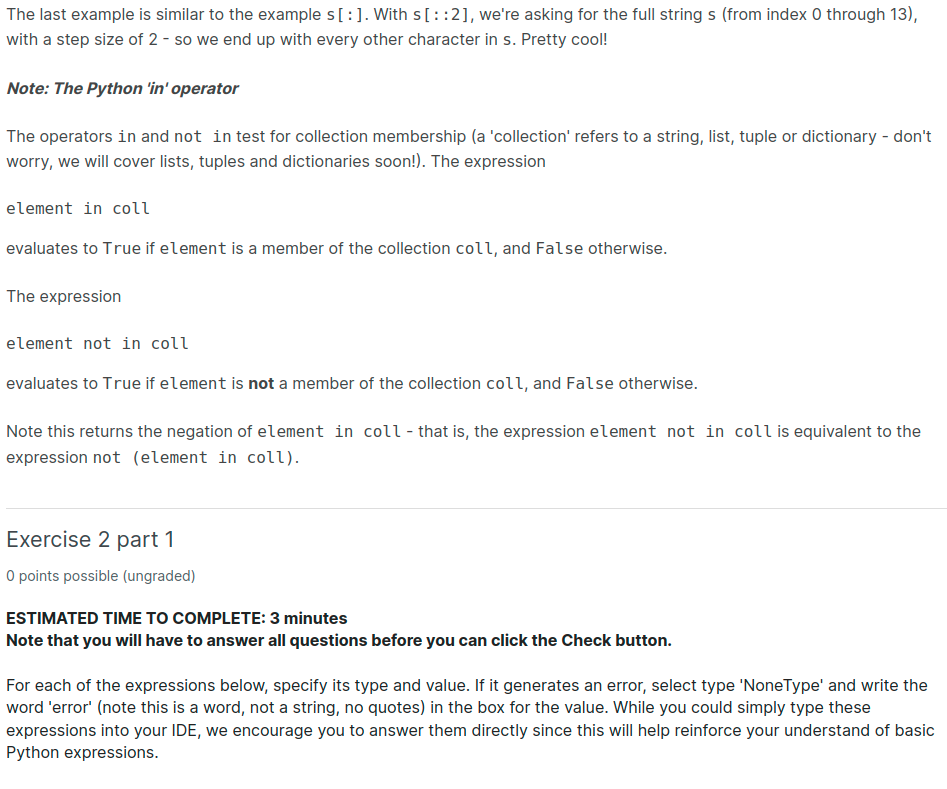 The last example is similar to the example s[:]. With s[::2], we're asking for the full string s (from index 0 through 13),
with a step size of 2 - so we end up with every other character in s. Pretty cool!
Note: The Python 'in' operator
The operators in and not in test for collection membership (a 'collection' refers to a string, list, tuple or dictionary - don't
worry, we will cover lists, tuples and dictionaries soon!). The expression
element in coll
evaluates to True if element is a member of the collection coll, and False otherwise.
The expression
element not in coll
evaluates to True if element is not a member of the collection coll, and False otherwise.
Note this returns the negation of element in coll - that is, the expression element not in coll is equivalent to the
expression not (element in coll).
Exercise 2 part 1
0 points possible (ungraded)
ESTIMATED TIME TO COMPLETE: 3 minutes
Note that you will have to answer all questions before you can click the Check button.
For each of the expressions below, specify its type and value. If it generates an error, select type 'NoneType' and write the
word 'error' (note this is a word, not a string, no quotes) in the box for the value. While you could simply type these
expressions into your IDE, we encourage you to answer them directly since this will help reinforce your understand of basic
Python expressions.